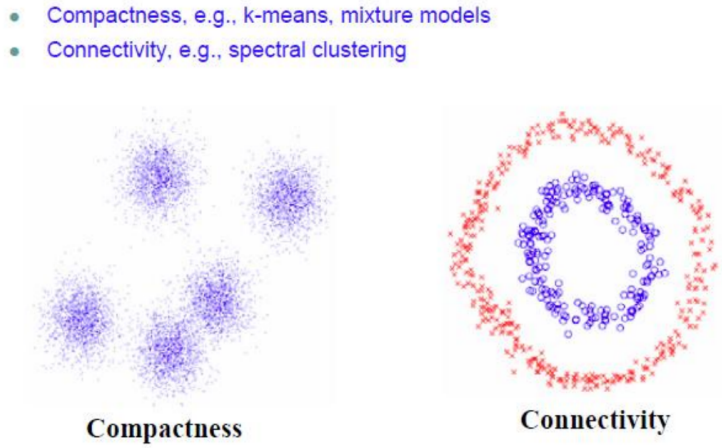 Compactness, e.g., k-means, mixture models
Connectivity, e.g., spectral clustering
Compactness
Connectivity